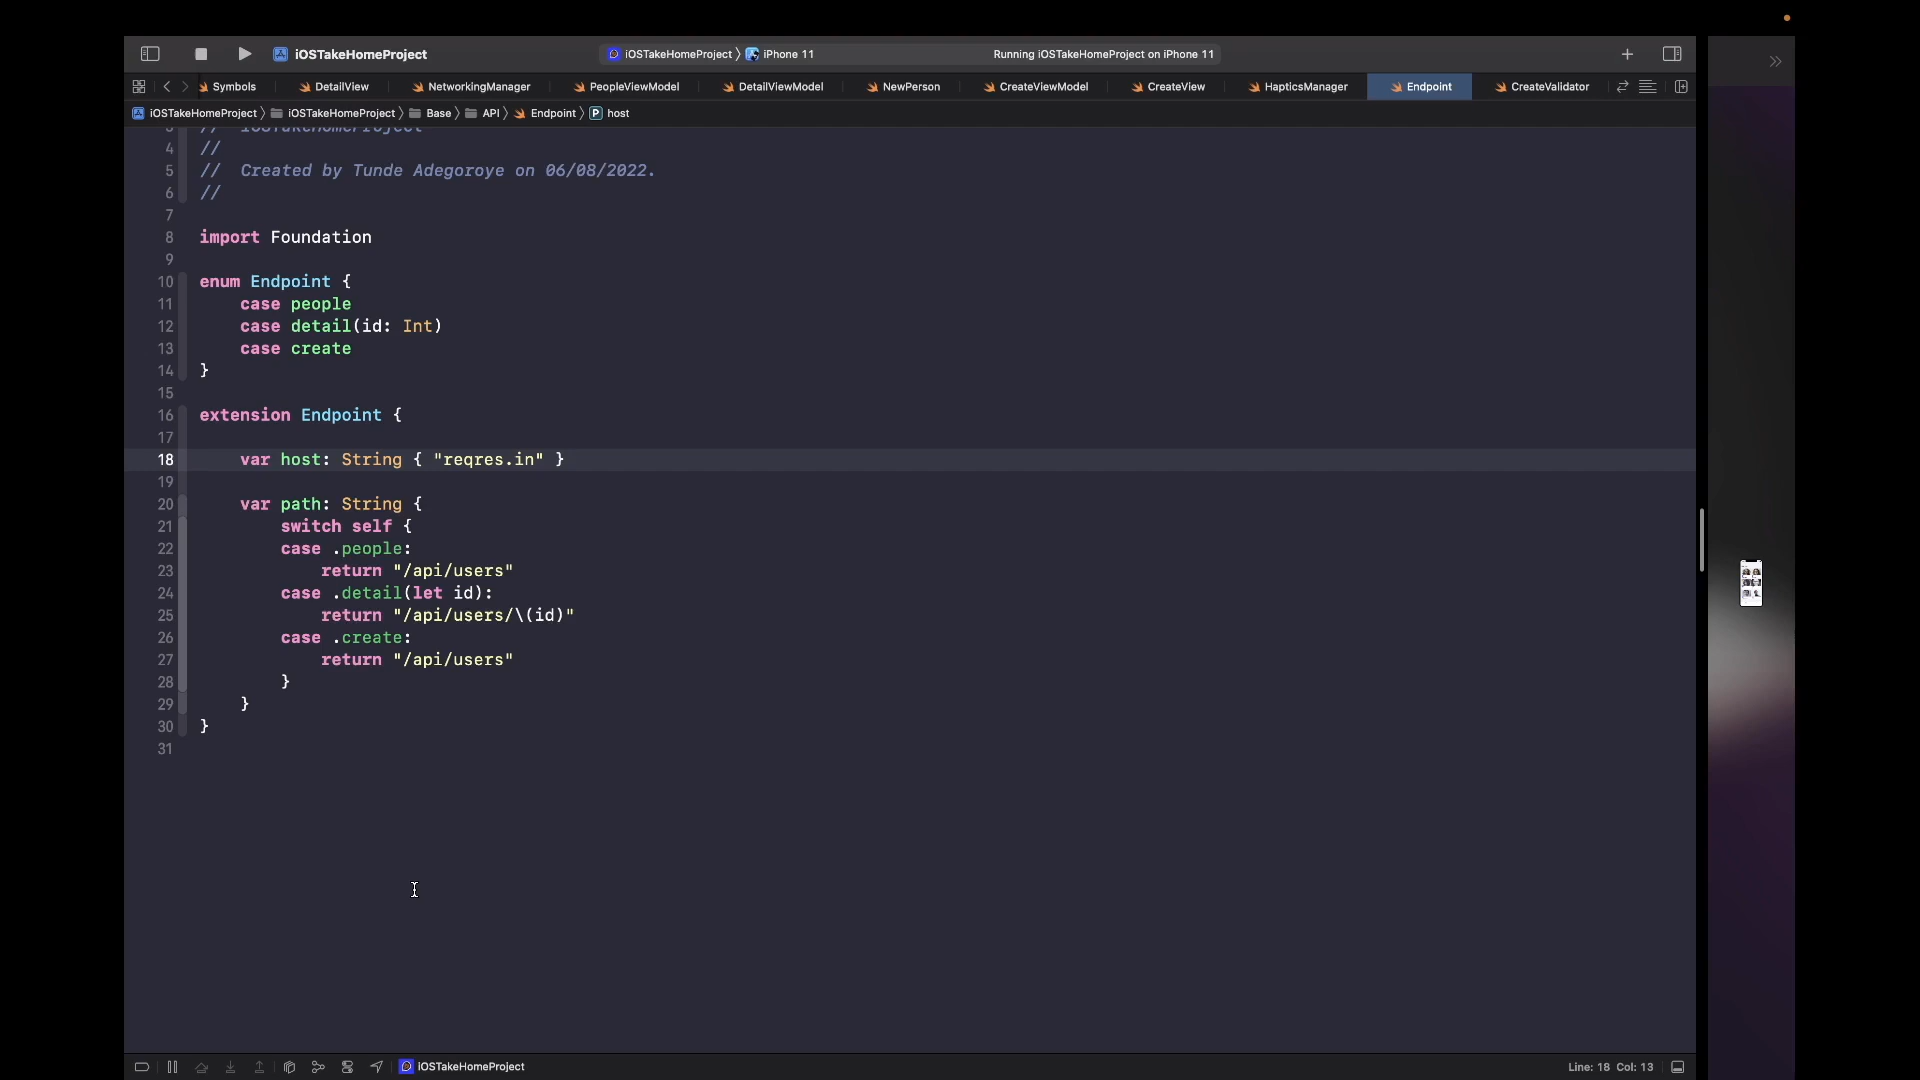 iOSTakeHomeProject
iOSTakeHomeProject 〉 iPhone 11
Running iOSTakeHomeProject on iPhone 11
Symbols DetailView NetworkingManager PeopleViewModel DetailViewModel NewPerson CreateViewModel CreateView HapticsManager Endpoint CreateValidator
iOSTakeHomeProject 〉 iOSTakeHomeProject 〉 Base 〉 API 〉 Endpoint 〉 P host
3 //  iOSTakeHomeProject
4 //
5 //  Created by Tunde Adegoroye on 06/08/2022.
6 //
7
8 import Foundation
9
10 enum Endpoint {
11     case people
12     case detail(id: Int)
13     case create
14 }
15
16 extension Endpoint {
17
18     var host: String { "reqres.in" }
19
20     var path: String {
21         switch self {
22         case .people:
23             return "/api/users"
24         case .detail(let id):
25             return "/api/users/\(id)"
26         case .create:
27             return "/api/users"
28         }
29     }
30 }
31
iOSTakeHomeProject
Line: 18 Col: 13